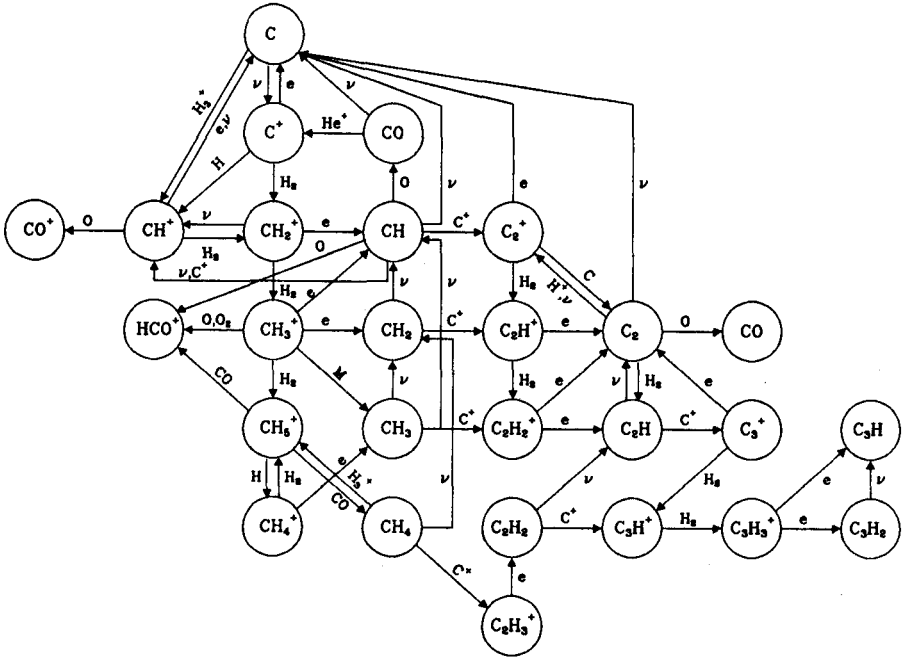 C
H₃⁺
e,ν
ν
e
ν
C⁺
He⁺
CO
H
H₂
O
ν
e
ν
CO⁺
O
CH⁺
ν
H₂
CH₂⁺
e
CH
C⁺
C₂⁺
O
ν,C⁺
H₂
e
ν
ν
H₂
C
H⁺,ν
HCO⁺
O,O₂
CH₃⁺
e
CH₂
C⁺
C₂H⁺
e
C₂
O
CO
CO
H₂
M
ν
H₂
e
ν
H₂
e
CH₅⁺
CH₃
C⁺
C₂H₂⁺
e
C₂H
C⁺
C₃⁺
C₃H
H
H₂
e
H₃⁺
CO
ν
ν
H₂
e
ν
CH₄⁺
CH₄
C₂H₂
C⁺
C₃H⁺
H₂
C₃H₃⁺
e
C₃H₂
C⁺
e
C₂H₃⁺